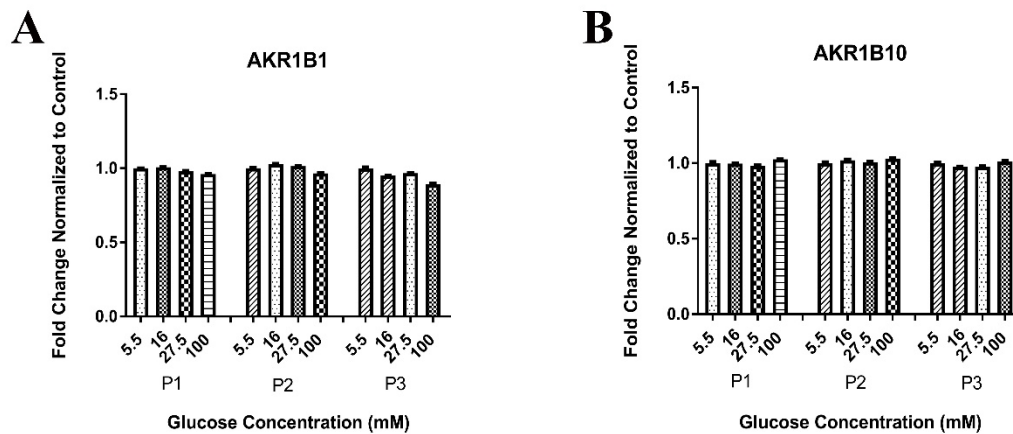 A
AKR1B1
Fold Change Normalized to Control
1.5
1.0
0.5
0.0
5.5 16 27.5 100 5.5 16 27.5 100 5.5 16 27.5 100
P1 P2 P3
Glucose Concentration (mM)
B
AKR1B10
Fold Change Normalized to Control
1.5
1.0
0.5
0.0
5.5 16 27.5 100 5.5 16 27.5 100 5.5 16 27.5 100
P1 P2 P3
Glucose Concentration (mM)